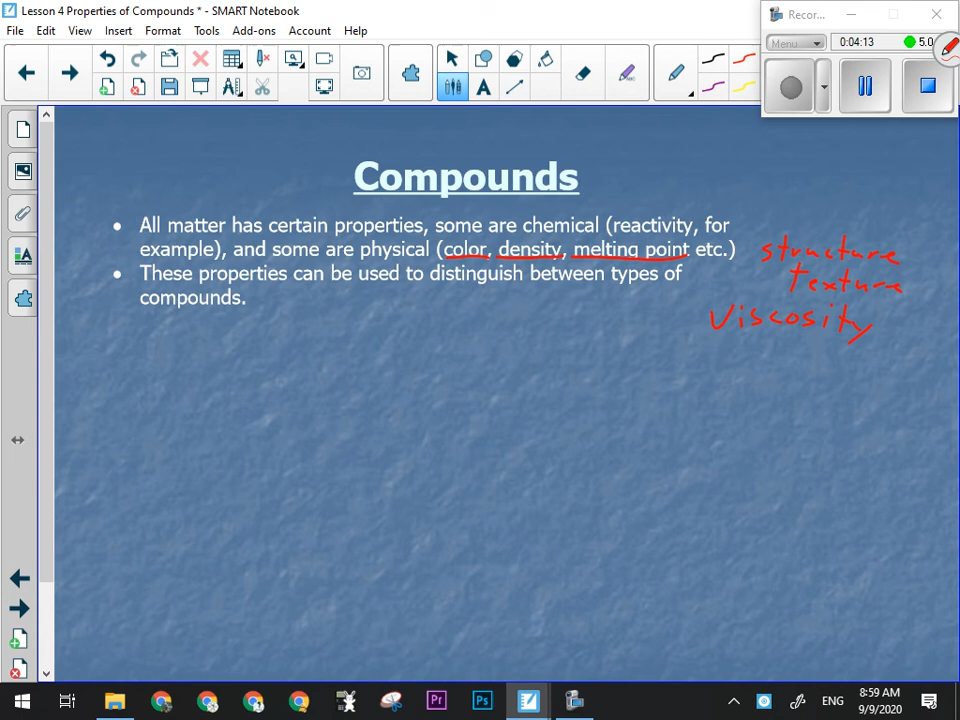 Lesson 4 Properties of Compounds * - SMART Notebook
Recor...
File Edit View Insert Format Tools Add-ons Account Help
Menu 0:04:13 5.0
Compounds
• All matter has certain properties, some are chemical (reactivity, for
example), and some are physical (color, density, melting point etc.)
• These properties can be used to distinguish between types of
compounds.
structure
texture
Viscosity
ENG
8:59 AM
9/9/2020